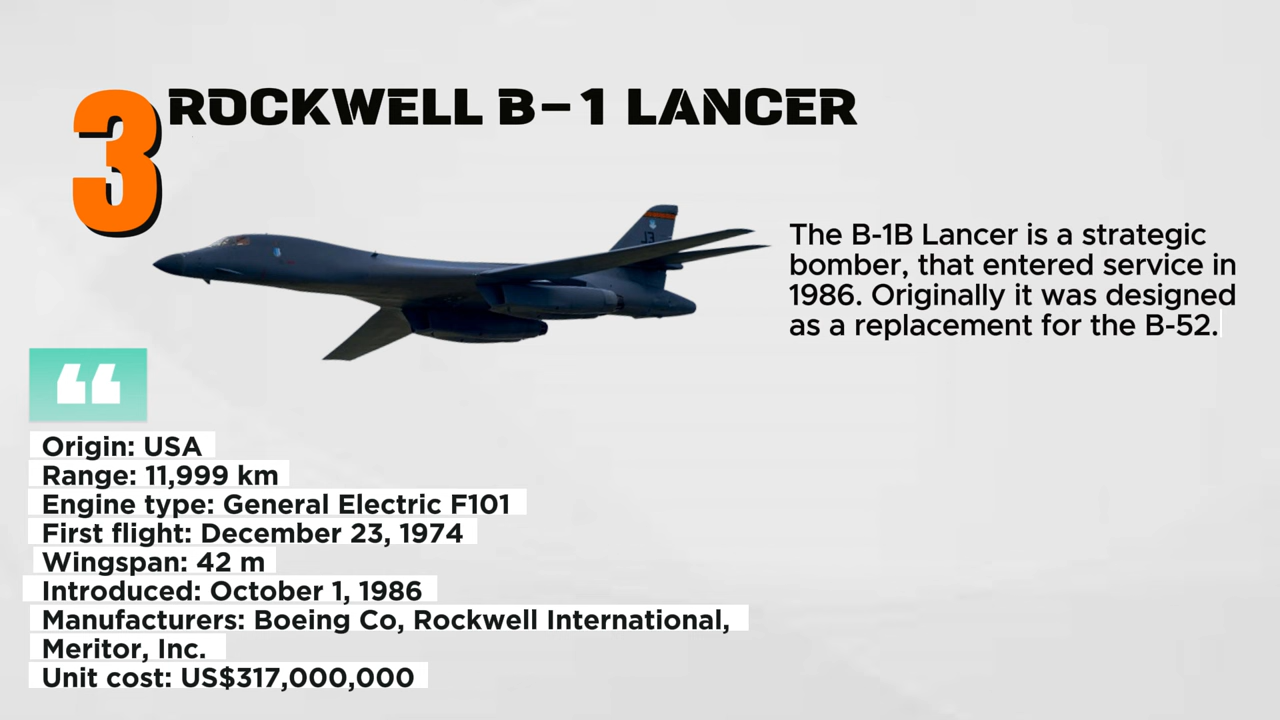 3
ROCKWELL B-1 LANCER
The B-1B Lancer is a strategic
bomber, that entered service in
1986. Originally it was designed
as a replacement for the B-52.
“
Origin: USA
Range: 11,999 km
Engine type: General Electric F101
First flight: December 23, 1974
Wingspan: 42 m
Introduced: October 1, 1986
Manufacturers: Boeing Co, Rockwell International,
Meritor, Inc.
Unit cost: US$317,000,000